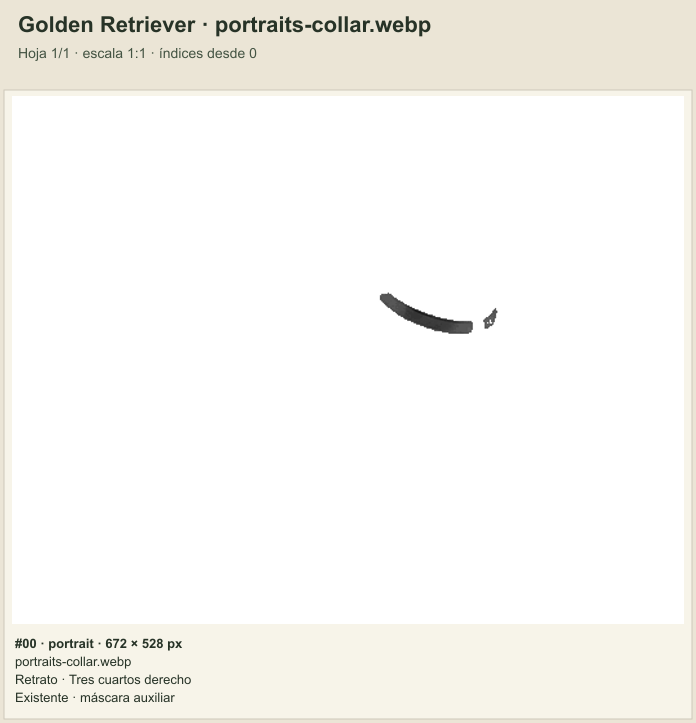 Golden Retriever · portraits-collar.webp
Hoja 1/1 · escala 1:1 · índices desde 0
#00 · portrait · 672 × 528 px
portraits-collar.webp
Retrato · Tres cuartos derecho
Existente · máscara auxiliar